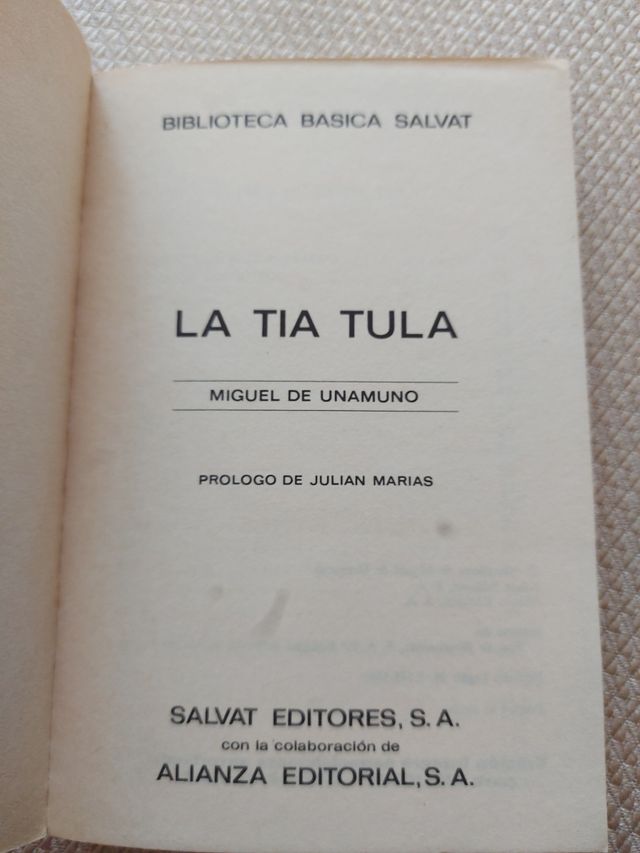 BIBLIOTECA BASICA SALVAT
LA TIA TULA
MIGUEL DE UNAMUNO
PROLOGO DE JULIAN MARIAS
SALVAT EDITORES, S.A.
con la colaboración de
ALIANZA EDITORIAL, S.A.